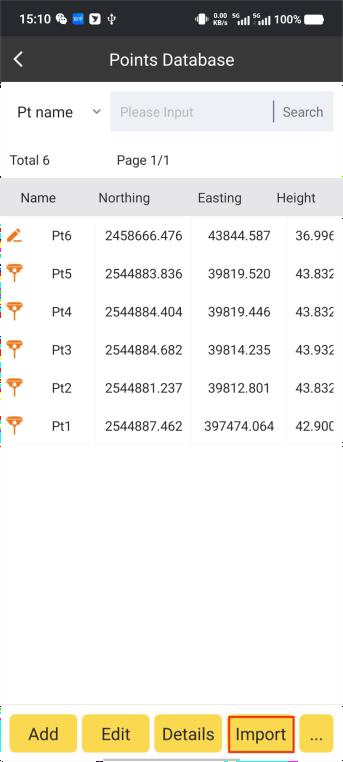 15:10 0.00 KB/s 5G 5G 100%
Points Database
Pt name Please Input Search
Total 6 Page 1/1
Name Northing Easting Height
Pt6 2458666.476 43844.587 36.996
Pt5 2544883.836 39819.520 43.832
Pt4 2544884.404 39819.446 43.832
Pt3 2544884.682 39814.235 43.932
Pt2 2544881.237 39812.801 43.832
Pt1 2544887.462 397474.064 42.900
Add Edit Details Import ...